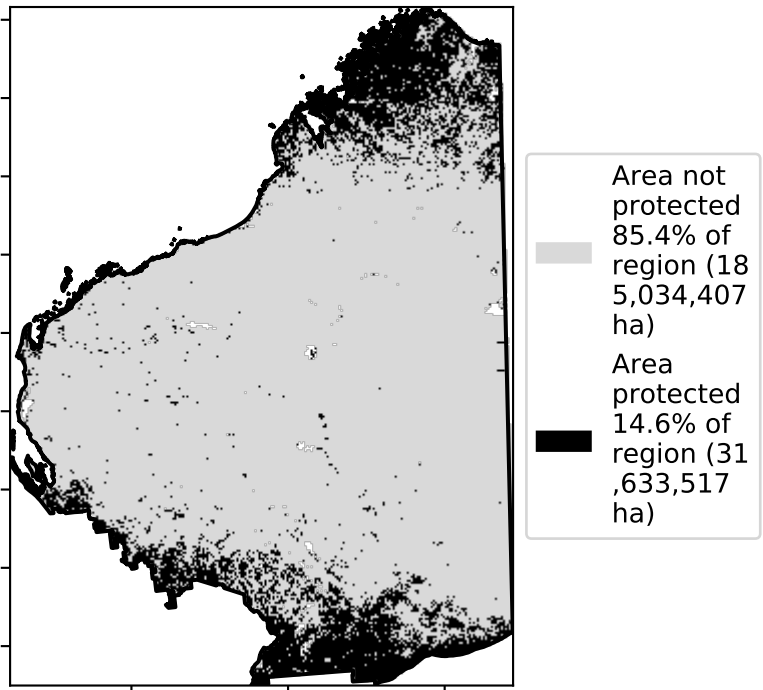 Area not
protected
85.4% of
region (18
5,034,407
ha)
Area
protected
14.6% of
region (31
,633,517
ha)